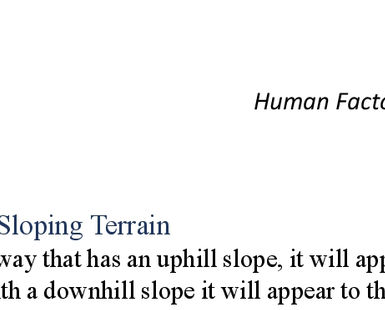 Human Facto
Sloping Terrain
way that has an uphill slope, it will app
th a downhill slope it will appear to th